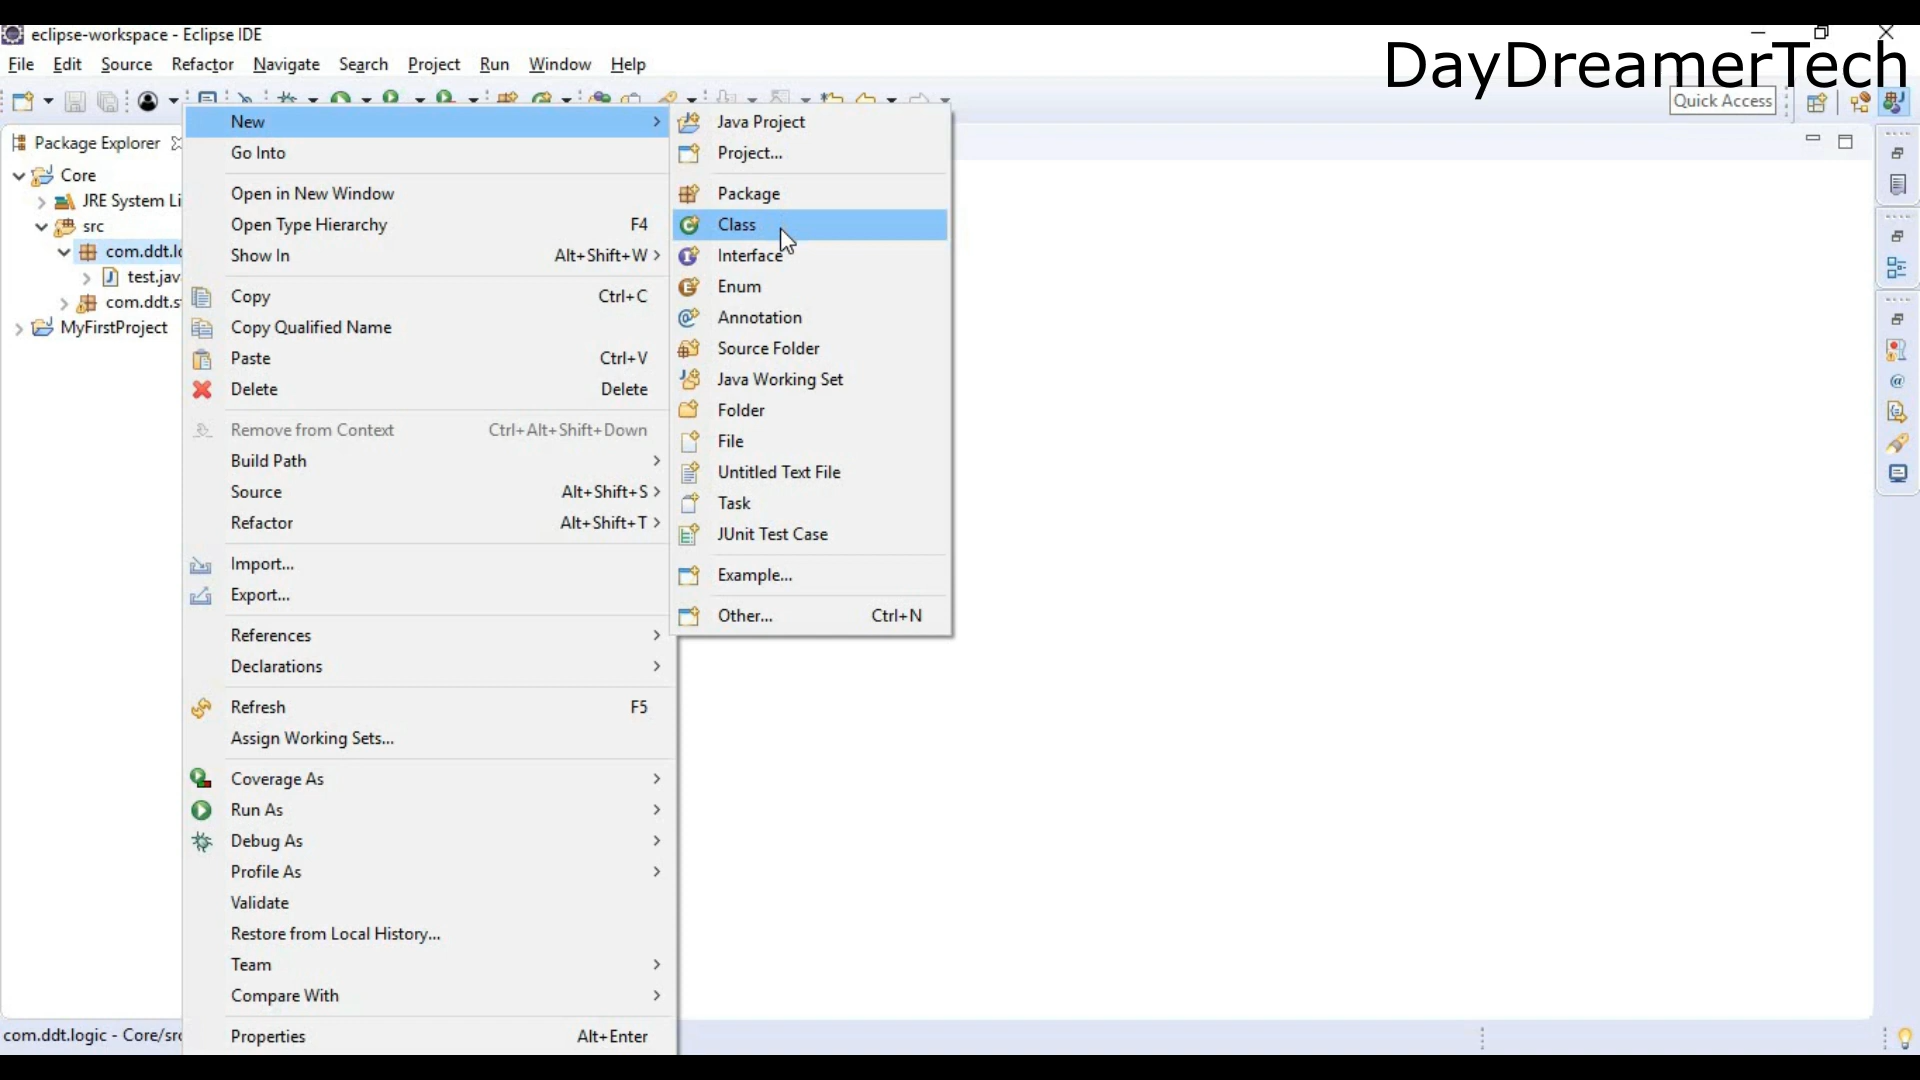 eclipse-workspace - Eclipse IDE
DayDreamerTech
File Edit Source Refactor Navigate Search Project Run Window Help
Quick Access
Package Explorer
Core
JRE System Li
src
com.ddt.lo
test.jav
com.ddt.s
MyFirstProject
New
Go Into
Open in New Window
Open Type Hierarchy F4
Show In Alt+Shift+W >
Copy Ctrl+C
Copy Qualified Name
Paste Ctrl+V
Delete Delete
Remove from Context Ctrl+Alt+Shift+Down
Build Path
Source Alt+Shift+S >
Refactor Alt+Shift+T >
Import...
Export...
References
Declarations
Refresh F5
Assign Working Sets...
Coverage As
Run As
Debug As
Profile As
Validate
Restore from Local History...
Team
Compare With
Properties Alt+Enter
Java Project
Project...
Package
Class
Interface
Enum
Annotation
Source Folder
Java Working Set
Folder
File
Untitled Text File
Task
JUnit Test Case
Example...
Other... Ctrl+N
com.ddt.logic - Core/src